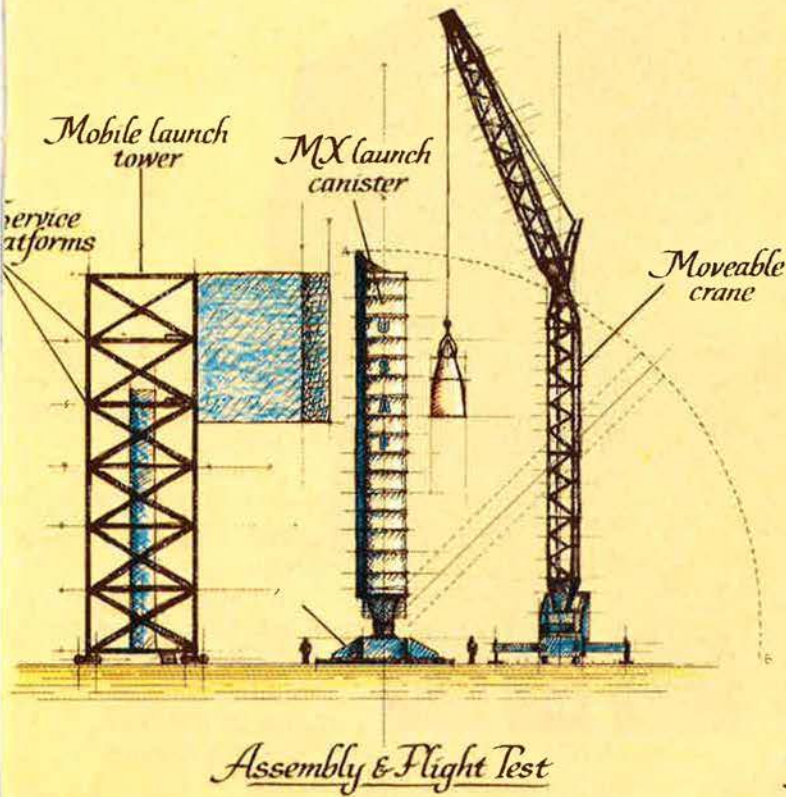 Mobile launch
tower
MX launch
canister
ervice
atforms
Moveable
crane
A
B
Assembly & Flight Test